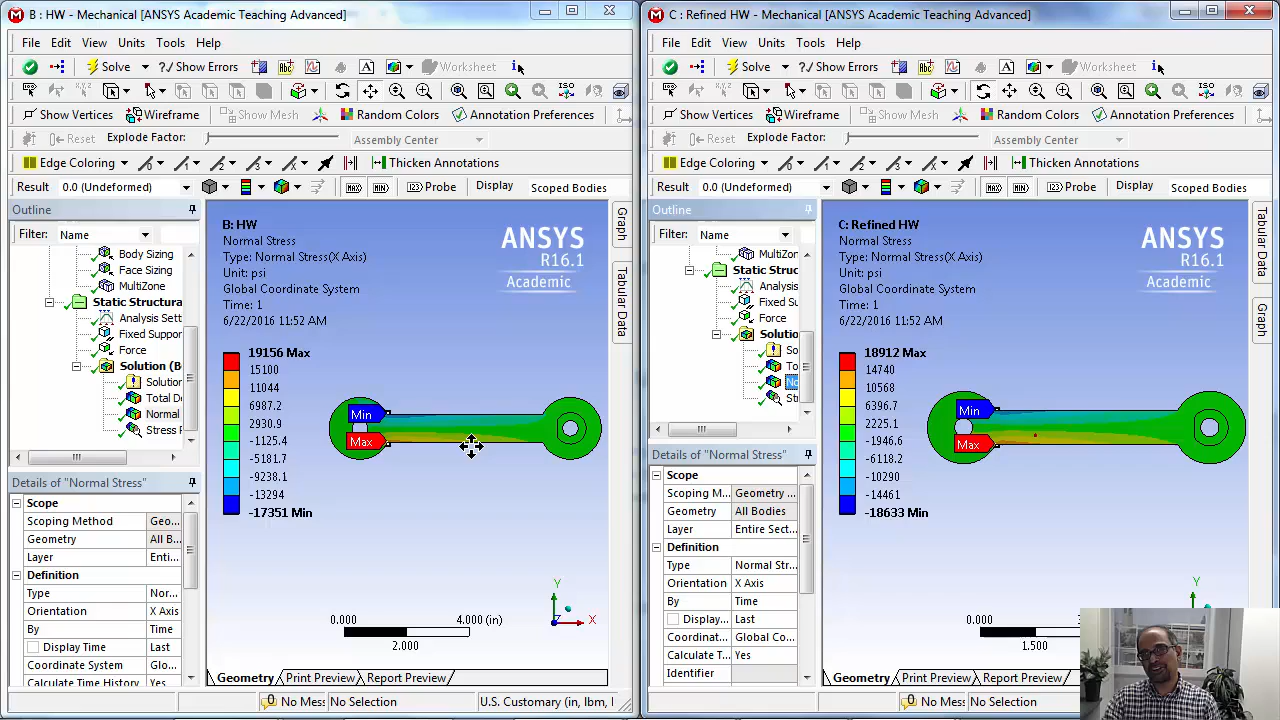 B : HW - Mechanical [ANSYS Academic Teaching Advanced]
File Edit View Units Tools Help
Solve ?/ Show Errors Worksheet
Show Vertices Wireframe Show Mesh Random Colors Annotation Preferences
Reset Explode Factor: Assembly Center
Edge Coloring Thicken Annotations
Result 0.0 (Undeformed) Probe Display Scoped Bodies
Outline
Filter: Name
Body Sizing
Face Sizing
MultiZone
Static Structura
Analysis Sett
Fixed Suppor
Force
Solution (B
Solution
Total D
Normal
Stress F
Details of "Normal Stress"
Scope
Scoping Method Geo...
Geometry All B...
Layer Enti...
Definition
Type Nor...
Orientation X Axis
By Time
Display Time Last
Coordinate System Glo...
Calculate Time History Yes
B: HW
Normal Stress
Type: Normal Stress(X Axis)
Unit: psi
Global Coordinate System
Time: 1
6/22/2016 11:52 AM
ANSYS
R16.1
Academic
19156 Max
15100
11044
6987.2
2930.9
-1125.4
-9238.1
-13294
-17351 Min
Min
Max
Y
X
0.000 4.000 (in)
2.000
Graph
Tabular Data
Geometry Print Preview Report Preview
No Mess No Selection U.S. Customary (in, lbm, l
C : Refined HW - Mechanical [ANSYS Academic Teaching Advanced]
File Edit View Units Tools Help
Solve ?/ Show Errors Worksheet
Show Vertices Wireframe Show Mesh Random Colors Annotation Preferences
Reset Explode Factor: Assembly Center
Edge Coloring Thicken Annotations
Result 0.0 (Undeformed) Probe Display Scoped Bodies
Outline
Filter: Name
MultiZ
Static Struc
Analysis
Fixed Su
Force
Solutio
So
To
No
St
Details of "Normal Stress"
Scope
Scoping M... Geometry ...
Geometry All Bodies
Layer Entire Sect...
Definition
Type Normal Str...
Orientation X Axis
By Time
Display... Last
Coordinat... Global Co...
Calculate T... Yes
Identifier
C: Refined HW
Normal Stress
Type: Normal Stress(X Axis)
Unit: psi
Global Coordinate System
Time: 1
6/22/2016 11:52 AM
ANSYS
R16.1
Academic
18912 Max
14740
10568
6396.7
2225.1
-1946.6
-6118.2
-10290
-14461
-18633 Min
Min
Max
Y
0.000
1.500
Tabular Data
Graph
Geometry Print Preview Report Preview
No Mess No Selection